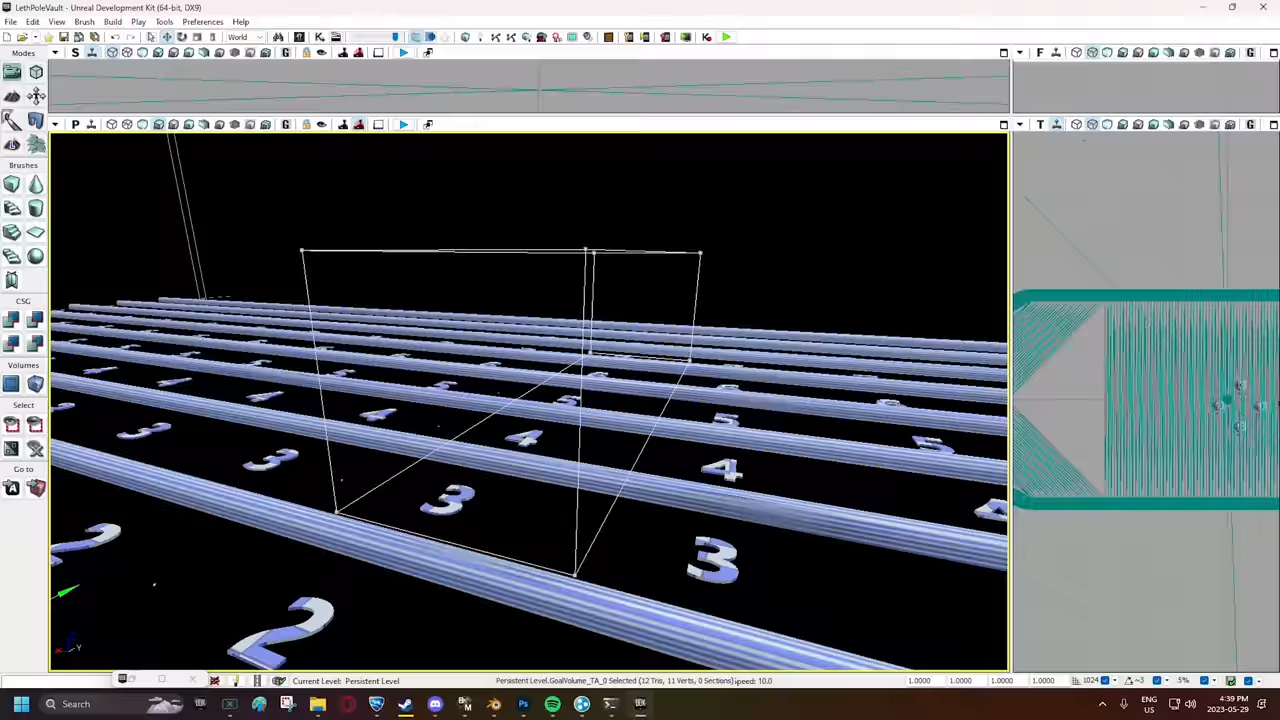 LethPoleVault - Unreal Development Kit (64-bit, DX9)
File Edit View Brush Build Play Tools Preferences Help
World
Modes
S
G
F
G
P
G
T
G
Brushes
CSG
Volumes
Select
Go to
3 3 4 4 5 5 5
3 3 4
2 3
2
Y
Current Level: Persistent Level
Persistent Level.GoalVolume_TA_0 Selected (12 Tris, 11 Verts, 0 Sections)
Speed: 10.0
1.0000 1.0000 1.0000 1.0000
1024
5%
Search
ENG
US
4:39 PM
2023-05-29